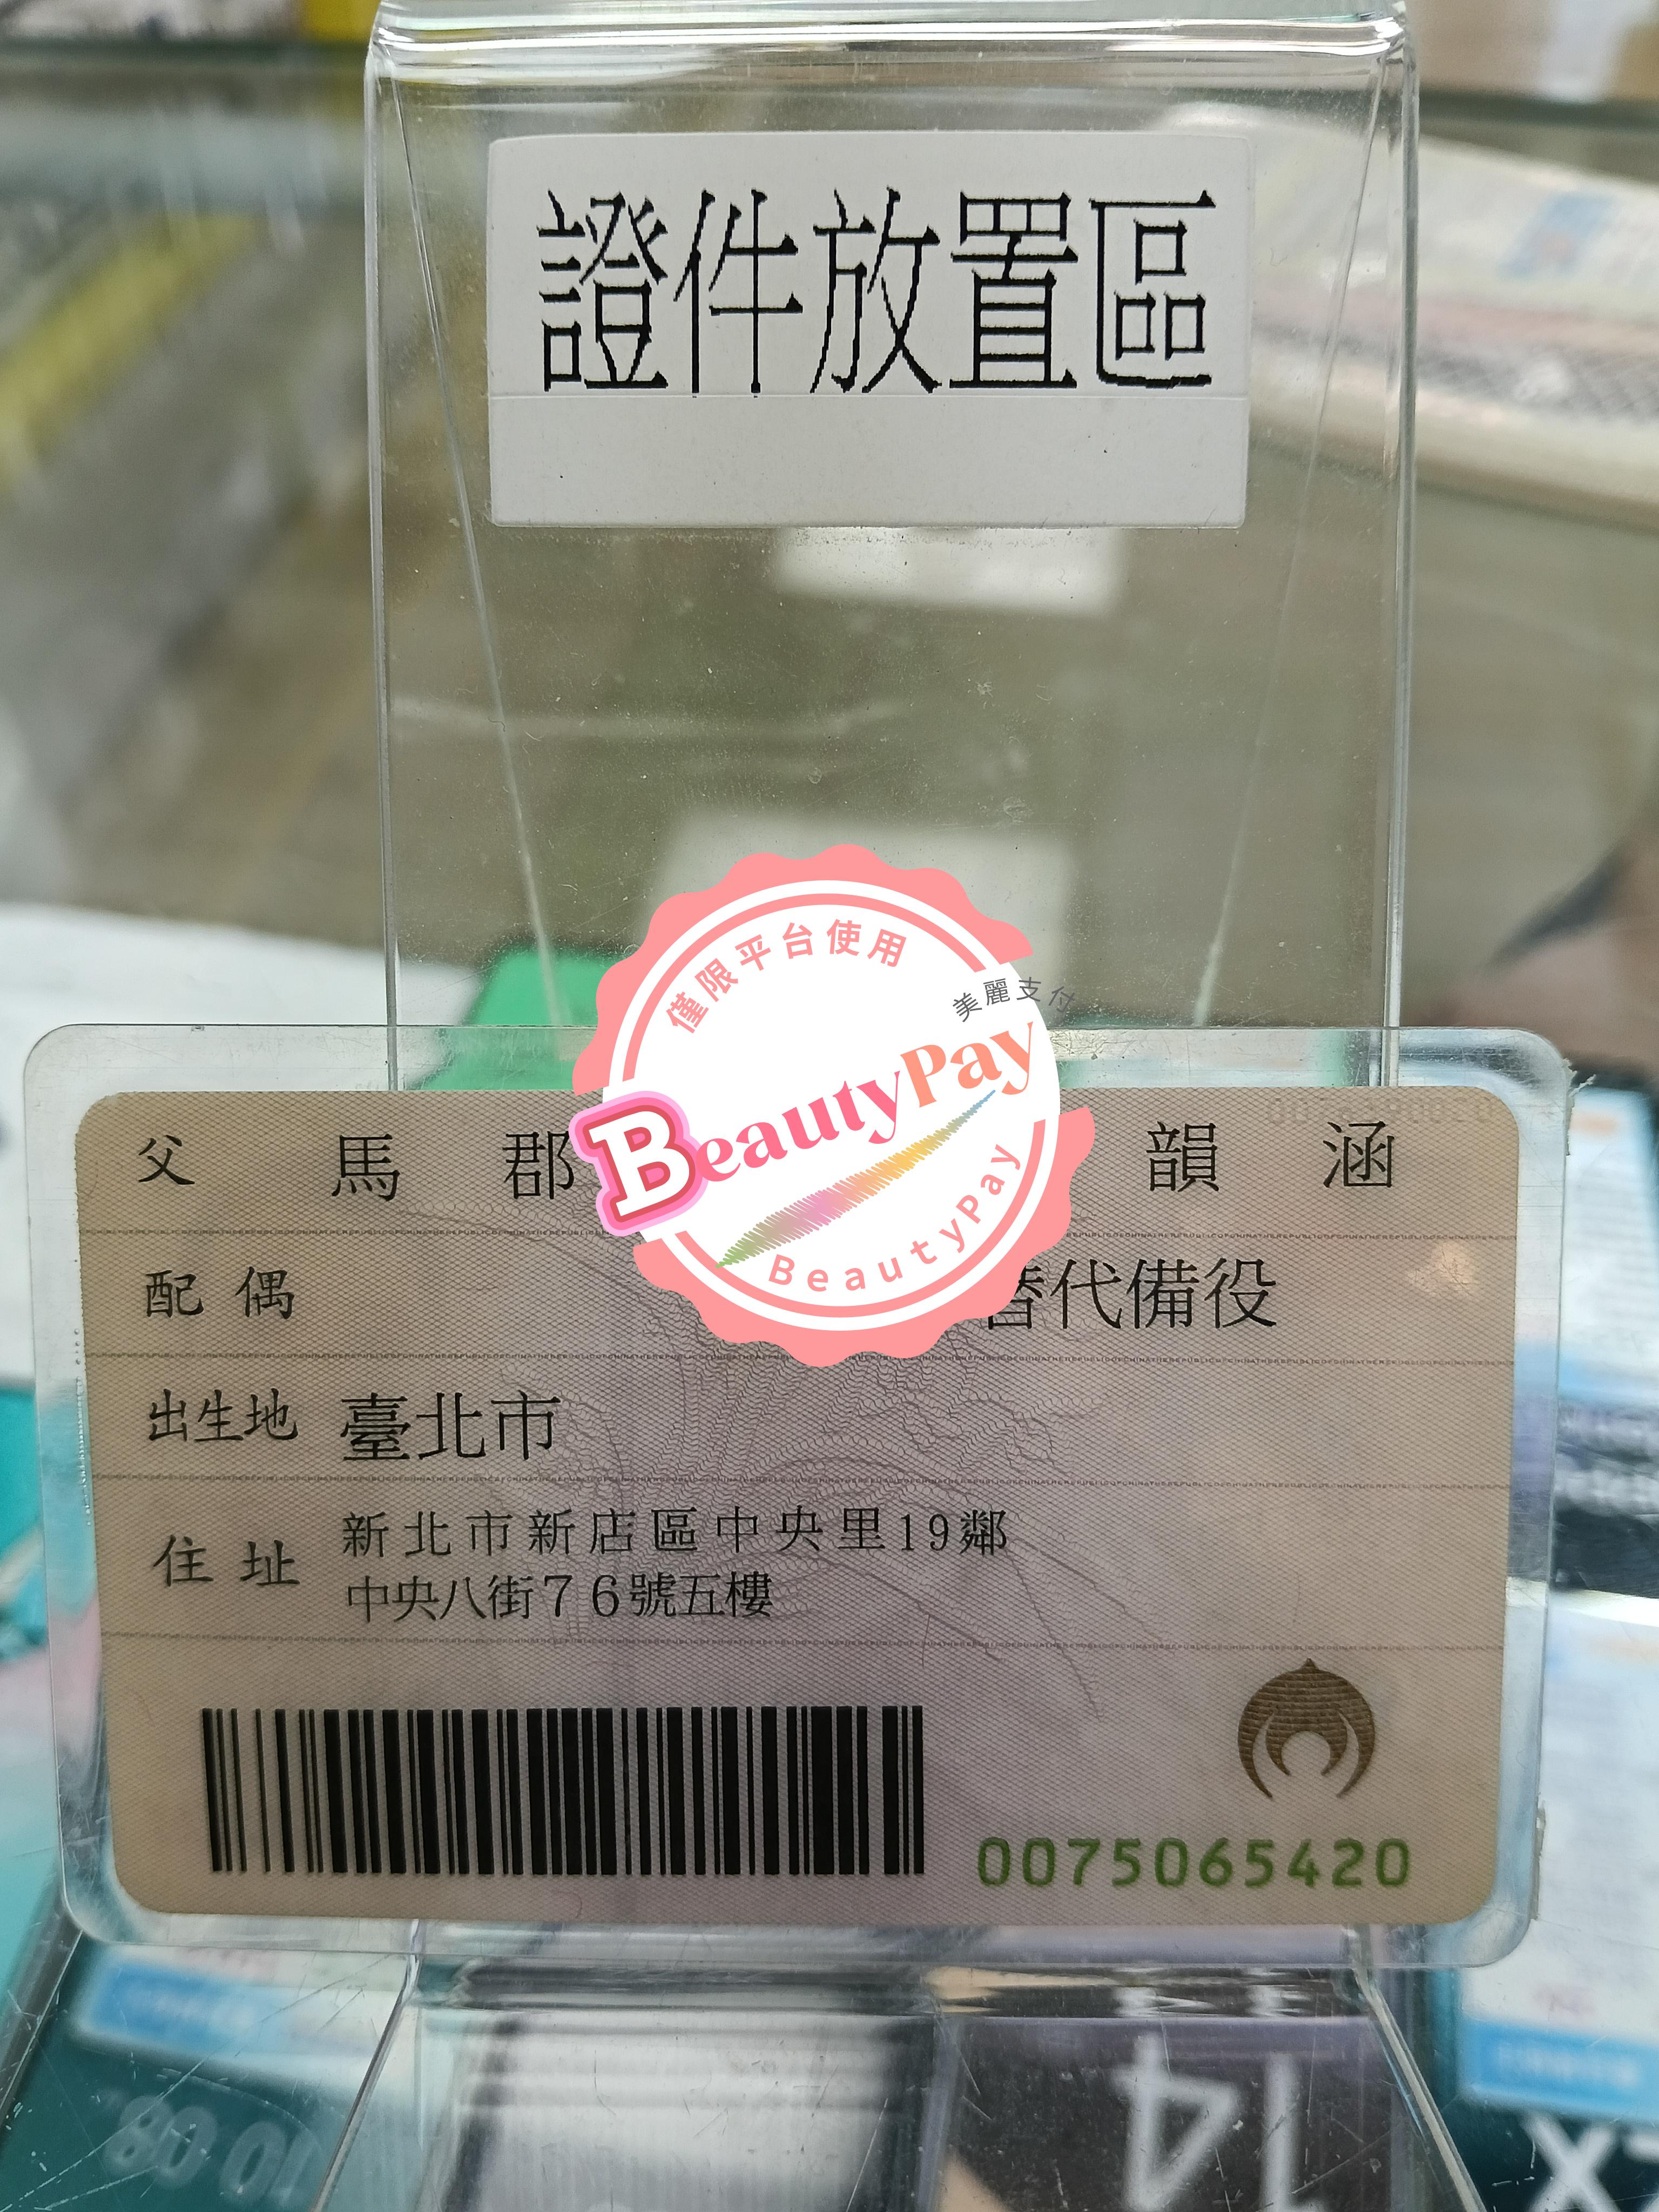 證件放置區
僅限平台使用
美麗支付
BeautyPay
BeautyPay
父 馬 郡 韻 涵
配偶 替代備役
出生地 臺北市
住址 新北市新店區中央里19鄰
中央八街76號五樓
0075065420
14